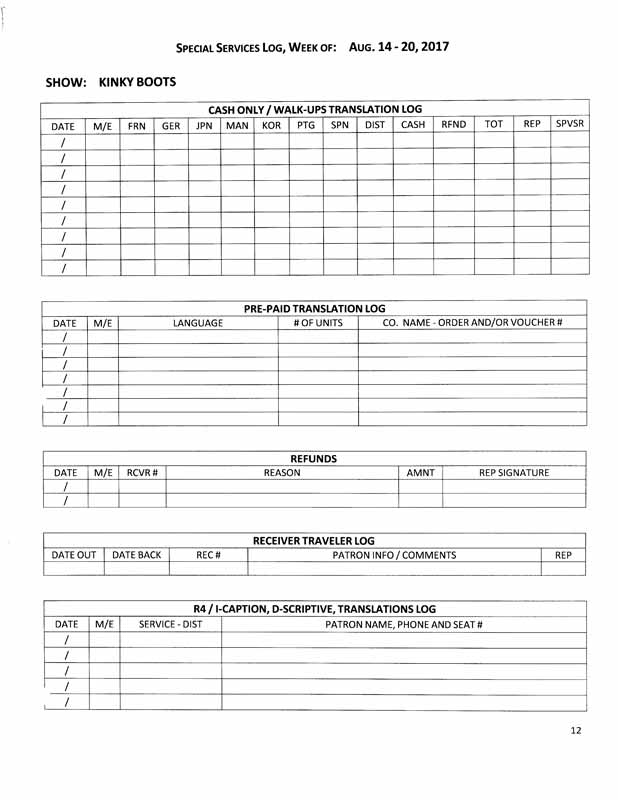 SPECIAL SERVICES LOG, WEEK OF: AUG. 14 - 20, 2017
SHOW: KINKY BOOTS
CASH ONLY / WALK-UPS TRANSLATION LOG
DATE M/E FRN GER JPN MAN KOR PTG SPN DIST CASH RFND TOT REP SPVSR
/
/
/
/
/
/
/
/
/
PRE-PAID TRANSLATION LOG
DATE M/E LANGUAGE # OF UNITS CO. NAME - ORDER AND/OR VOUCHER #
/
/
/
/
/
/
/
REFUNDS
DATE M/E RCVR # REASON AMNT REP SIGNATURE
/
/
RECEIVER TRAVELER LOG
DATE OUT DATE BACK REC # PATRON INFO / COMMENTS REP
R4 / I-CAPTION, D-SCRIPTIVE, TRANSLATIONS LOG
DATE M/E SERVICE - DIST PATRON NAME, PHONE AND SEAT #
/
/
/
/
/
12